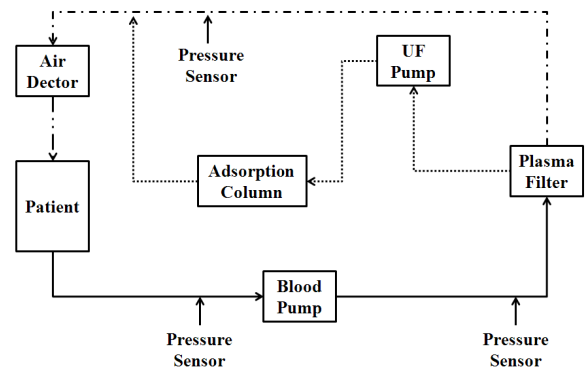 Pressure
Sensor
UF
Pump
Air
Dector
Adsorption
Column
Plasma
Filter
Patient
Blood
Pump
Pressure
Sensor
Pressure
Sensor